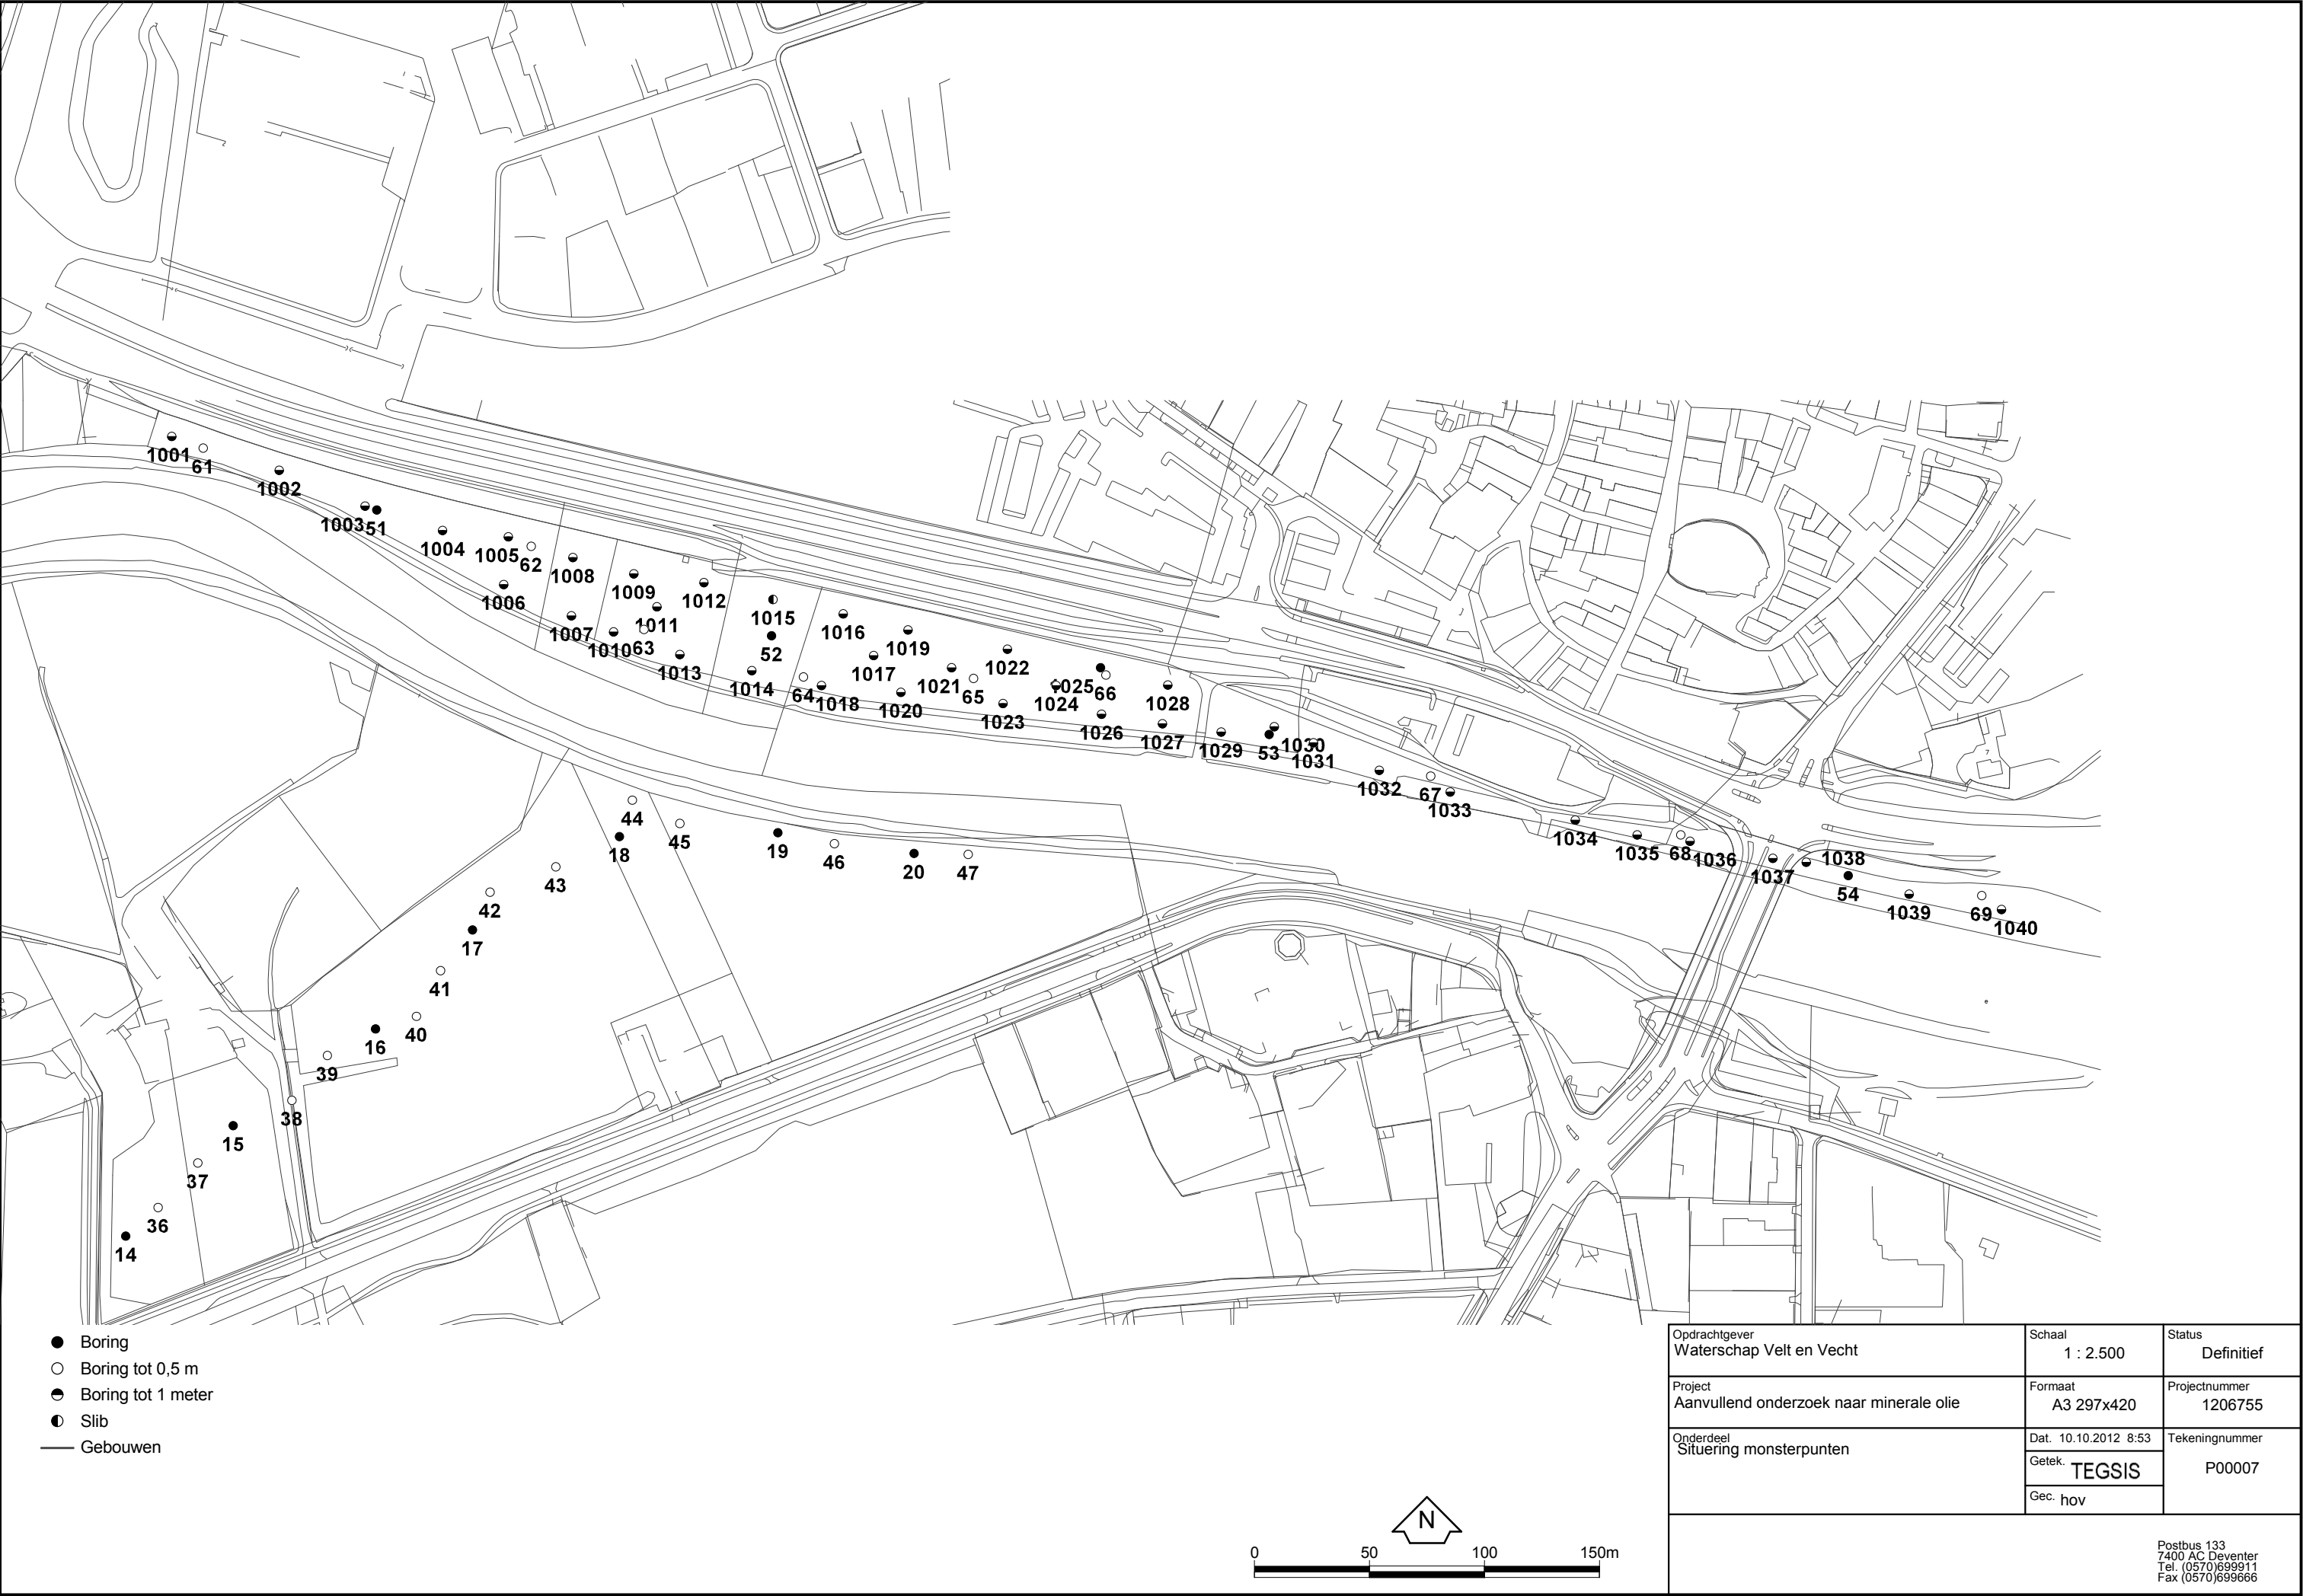 1001
61
1002
1003
51
1004
1005
62
1008
1006
1009
1012
1007
1011
1010
63
1015
52
1013
1016
1019
1014
1017
1022
64
1018
1021
65
1020
1025
66
1024
1023
1028
1026
1027
1029
53
1030
1031
1032
67
1033
1034
1035
68
1036
1037
1038
54
1039
69
1040
7
44
18
45
19
46
20
47
43
42
17
41
40
16
39
38
15
37
36
14
Boring
Boring tot 0,5 m
Boring tot 1 meter
Slib
Gebouwen
N
0 50 100 150m
Opdrachtgever
Waterschap Velt en Vecht
Schaal
1 : 2.500
Status
Definitief
Project
Aanvullend onderzoek naar minerale olie
Formaat
A3 297x420
Projectnummer
1206755
Onderdeel
Situering monsterpunten
Dat. 10.10.2012 8:53
Getek. TEGSIS
Gec. hov
Tekeningnummer
P00007
Postbus 133
7400 AC Deventer
Tel. (0570)699911
Fax (0570)699666